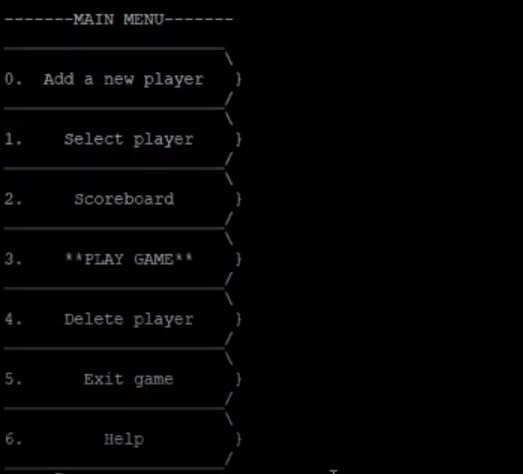 -------MAIN MENU-------
0. Add a new player }
1. Select player }
2. Scoreboard }
3. **PLAY GAME** }
4. Delete player }
5. Exit game }
6. Help }